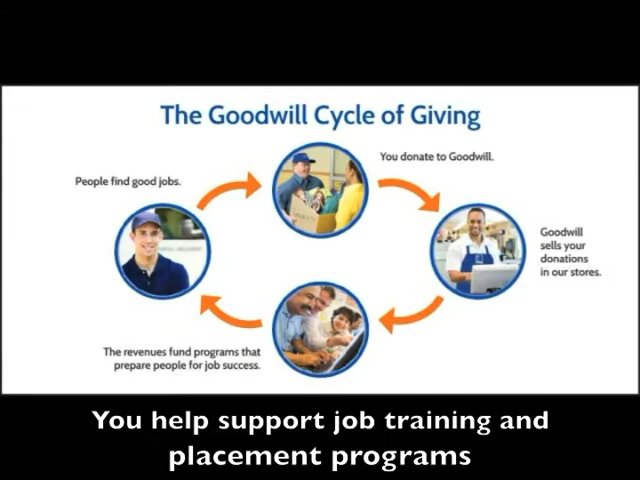 The Goodwill Cycle of Giving
You donate to Goodwill.
People find good jobs.
Goodwill
sells your
donations
in our stores.
The revenues fund programs that
prepare people for job success.
You help support job training and
placement programs